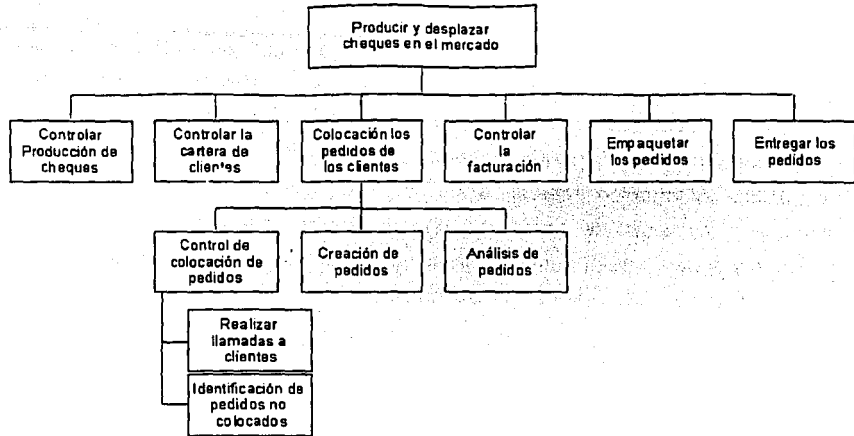 Producir y desplazar
cheques en el mercado
Controlar
Producción de
cheques
Controlar la
cartera de
clientes
Colocación los
pedidos de
los clientes
Controlar
la
facturación
Empaquetar
los pedidos
Entregar los
pedidos
Control de
colocación de
pedidos
Creación de
pedidos
Análisis de
pedidos
Realizar
llamadas a
clientes
Identificación de
pedidos no
colocados